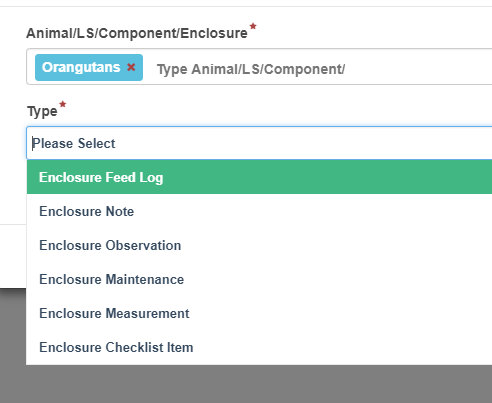 Animal/LS/Component/Enclosure*
Orangutans × Type Animal/LS/Component/
Type*
Please Select
Enclosure Feed Log
Enclosure Note
Enclosure Observation
Enclosure Maintenance
Enclosure Measurement
Enclosure Checklist Item